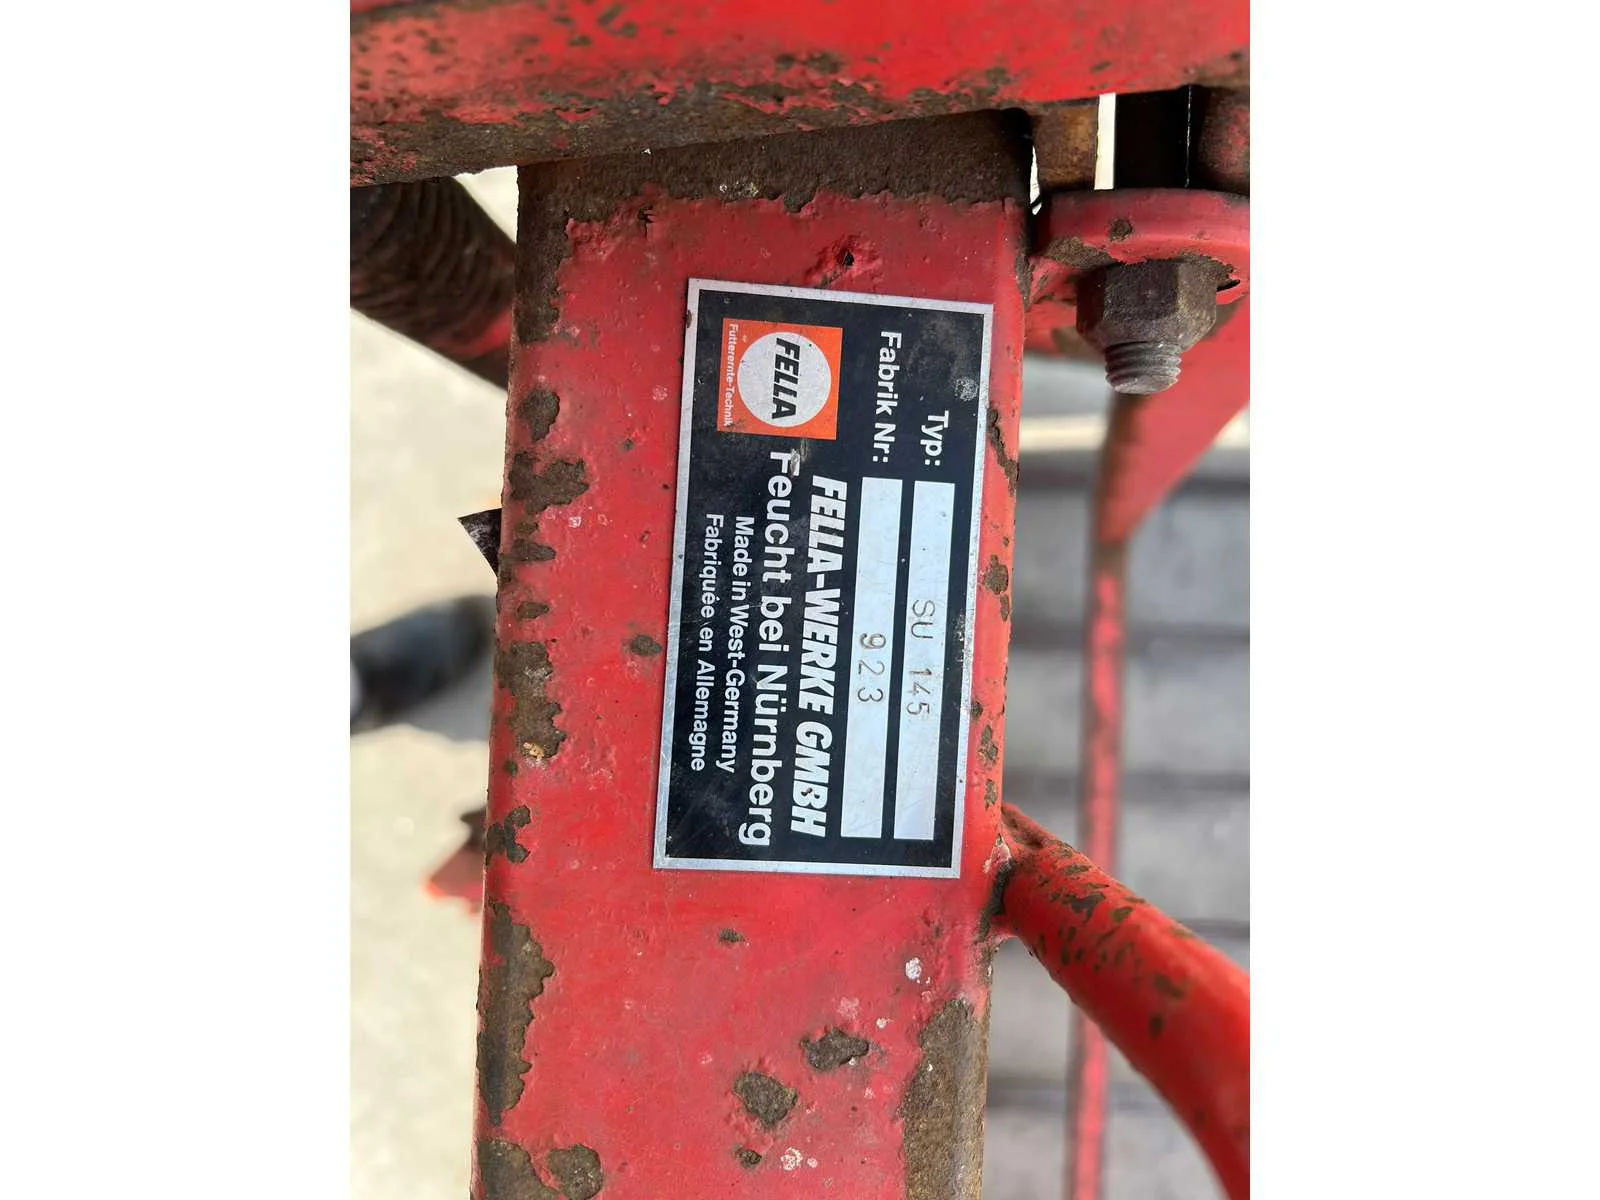 Typ: SU 145
Fabrik Nr: 923
FELLA
Futterernte-Technik
FELLA-WERKE GMBH
Feucht bei Nürnberg
Made in West-Germany
Fabriquée en Allemagne